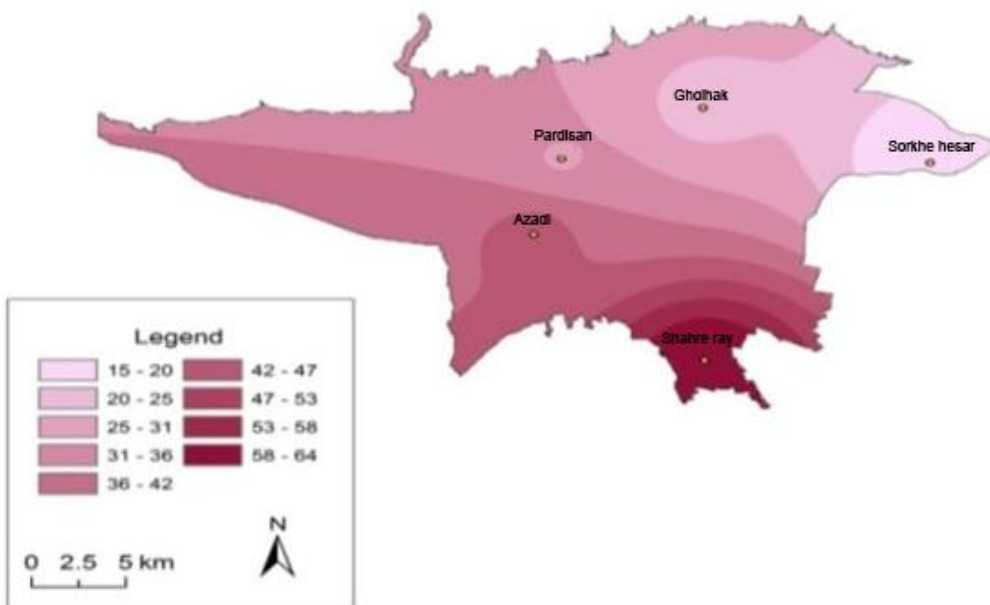 Gholhak
Pardisan
Sorkhe hesar
Azadi
Shahre ray
Legend
15 - 20
20 - 25
25 - 31
31 - 36
36 - 42
42 - 47
47 - 53
53 - 58
58 - 64
N
0 2.5 5 km